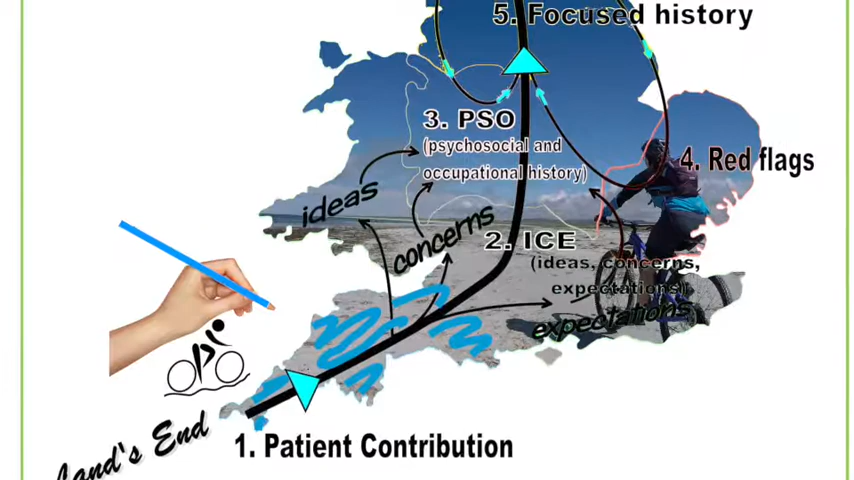 5. Focused history
3. PSO
(psychosocial and
occupational history)
4. Red flags
ideas
concerns
2. ICE
(ideas, concerns,
expectations)
expectations
Land's End
1. Patient Contribution